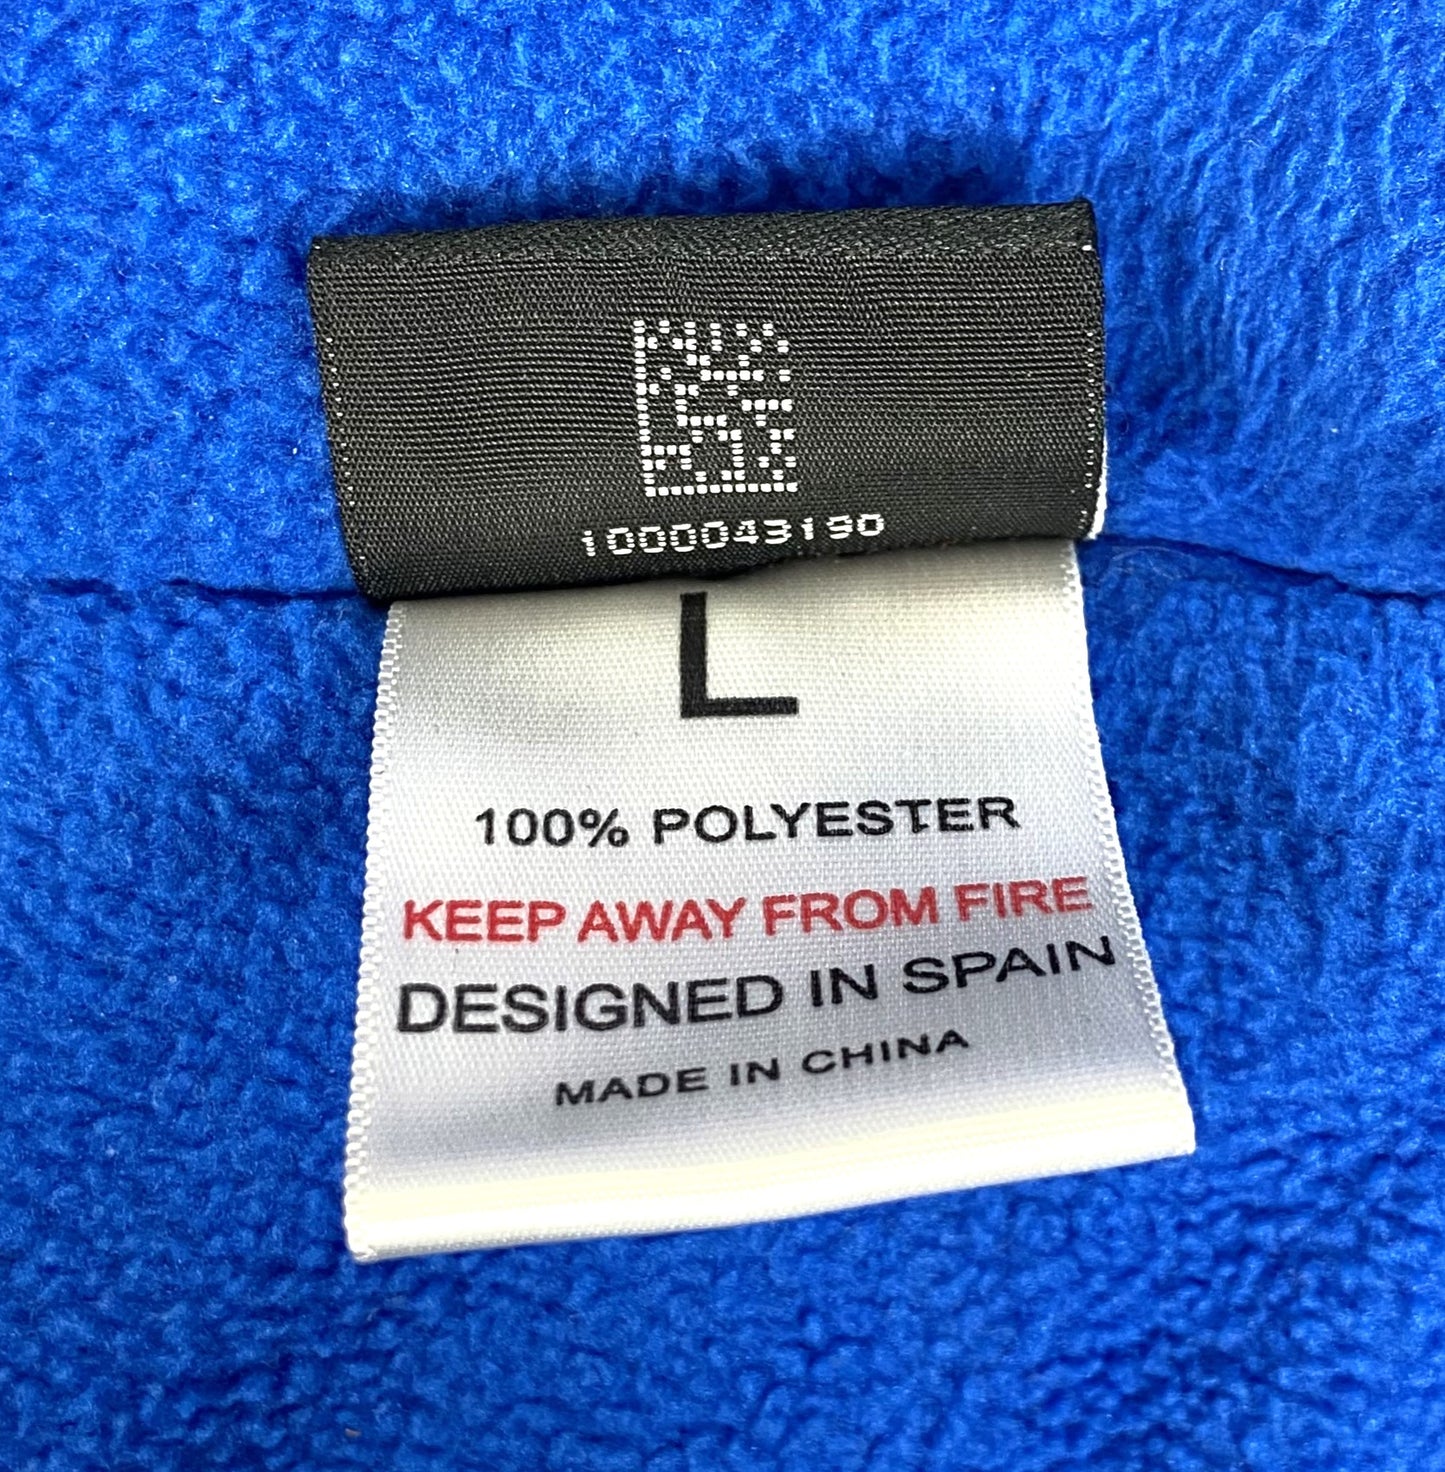 1000043190
L
100% POLYESTER
KEEP AWAY FROM FIRE
DESIGNED IN SPAIN
MADE IN CHINA